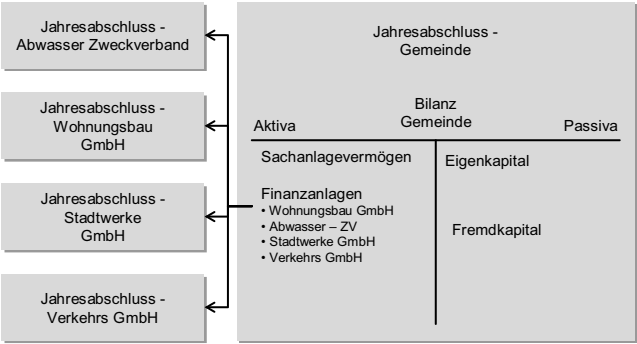 Jahresabschluss -
Abwasser Zweckverband
Jahresabschluss -
Wohnungsbau
GmbH
Jahresabschluss -
Stadtwerke
GmbH
Jahresabschluss -
Verkehrs GmbH
Jahresabschluss -
Gemeinde
Bilanz
Gemeinde
Aktiva
Passiva
Sachanlagevermögen
Finanzanlagen
• Wohnungsbau GmbH
• Abwasser – ZV
• Stadtwerke GmbH
• Verkehrs GmbH
Eigenkapital
Fremdkapital